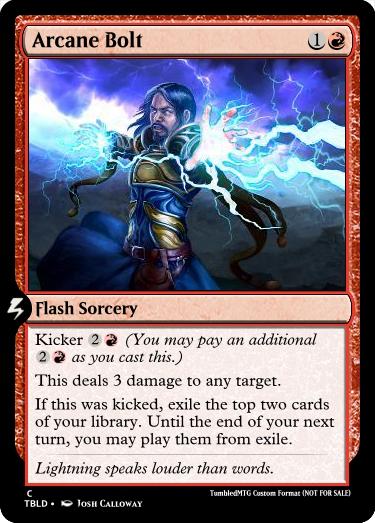 Arcane Bolt 1
Flash Sorcery
Kicker 2 (You may pay an additional
2 as you cast this.)
This deals 3 damage to any target.
If this was kicked, exile the top two cards
of your library. Until the end of your next
turn, you may play them from exile.
Lightning speaks louder than words.
C
TBLD • Josh Calloway
TumbledMTG Custom Format (NOT FOR SALE)